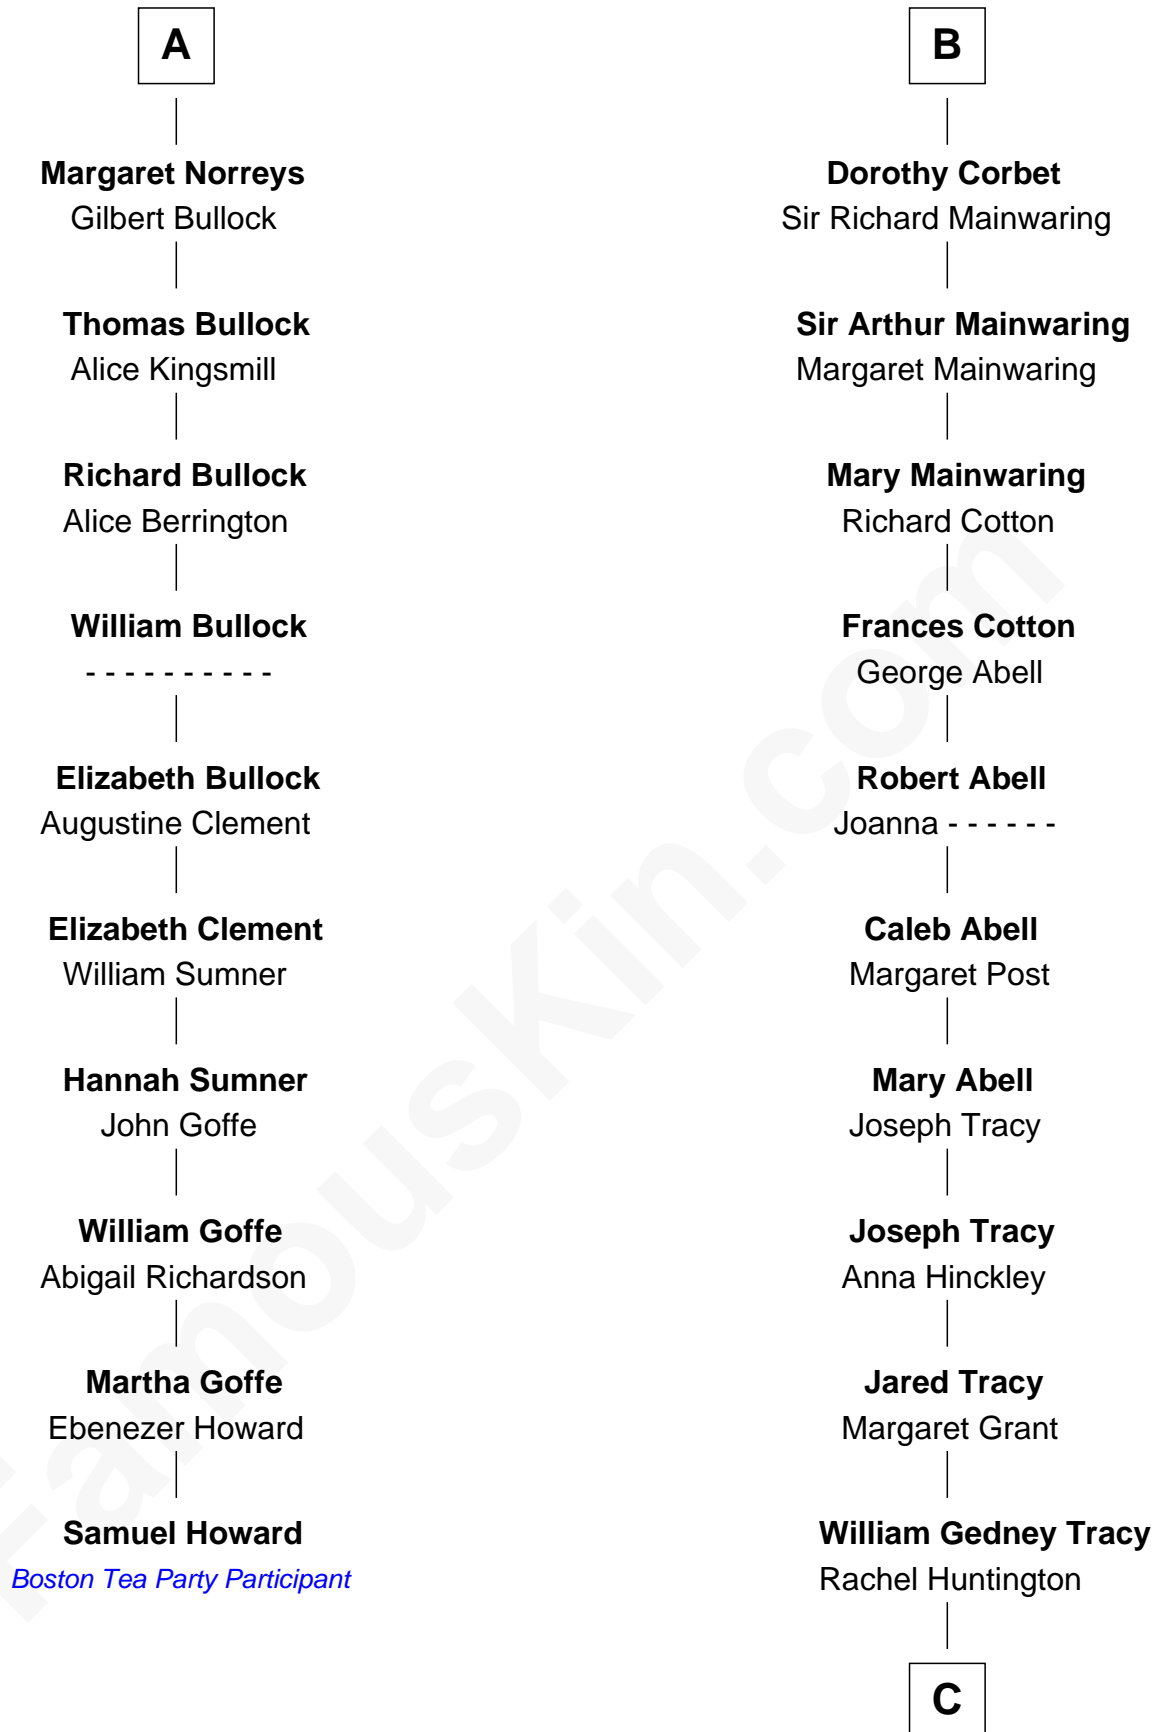 A
Margaret Norreys
Gilbert Bullock
Thomas Bullock
Alice Kingsmill
Richard Bullock
Alice Berrington
William Bullock
- - - - - - - - - -
Elizabeth Bullock
Augustine Clement
Elizabeth Clement
William Sumner
Hannah Sumner
John Goffe
William Goffe
Abigail Richardson
Martha Goffe
Ebenezer Howard
Samuel Howard
Boston Tea Party Participant
B
Dorothy Corbet
Sir Richard Mainwaring
Sir Arthur Mainwaring
Margaret Mainwaring
Mary Mainwaring
Richard Cotton
Frances Cotton
George Abell
Robert Abell
Joanna - - - - - -
Caleb Abell
Margaret Post
Mary Abell
Joseph Tracy
Joseph Tracy
Anna Hinckley
Jared Tracy
Margaret Grant
William Gedney Tracy
Rachel Huntington
C
FamousKin.com